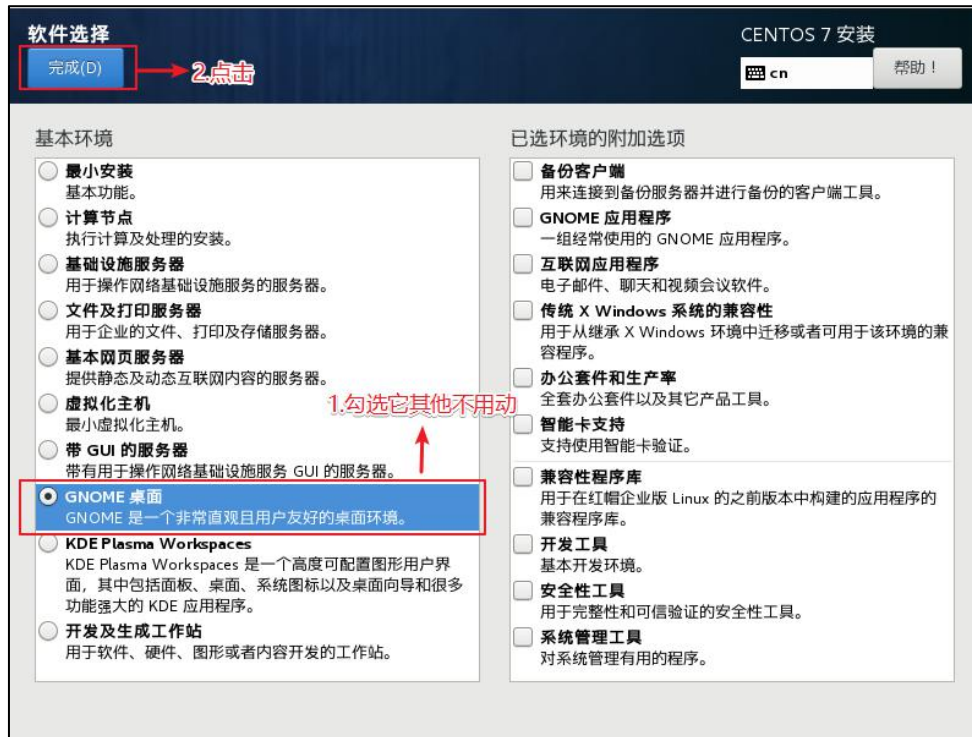 软件选择
CENTOS 7 安装
完成(D)
2.点击
cn
帮助！
基本环境
最小安装
基本功能。
计算节点
执行计算及处理的安装。
基础设施服务器
用于操作网络基础设施服务的服务器。
文件及打印服务器
用于企业的文件、打印及存储服务器。
基本网页服务器
提供静态及动态互联网内容的服务器。
虚拟化主机
最小虚拟化主机。
1.勾选它其他不用动
带 GUI 的服务器
带有用于操作网络基础设施服务 GUI 的服务器。
GNOME 桌面
GNOME 是一个非常直观且用户友好的桌面环境。
KDE Plasma Workspaces
KDE Plasma Workspaces 是一个高度可配置图形用户界
面，其中包括面板、桌面、系统图标以及桌面向导和很多
功能强大的 KDE 应用程序。
开发及生成工作站
用于软件、硬件、图形或者内容开发的工作站。
已选环境的附加选项
备份客户端
用来连接到备份服务器并进行备份的客户端工具。
GNOME 应用程序
一组经常使用的 GNOME 应用程序。
互联网应用程序
电子邮件、聊天和视频会议软件。
传统 X Windows 系统的兼容性
用于从继承 X Windows 环境中迁移或者可用于该环境的兼
容程序。
办公套件和生产率
全套办公套件以及其它产品工具。
智能卡支持
支持使用智能卡验证。
兼容性程序库
用于在红帽企业版 Linux 的之前版本中构建的应用程序的
兼容程序库。
开发工具
基本开发环境。
安全性工具
用于完整性和可信验证的安全性工具。
系统管理工具
对系统管理有用的程序。